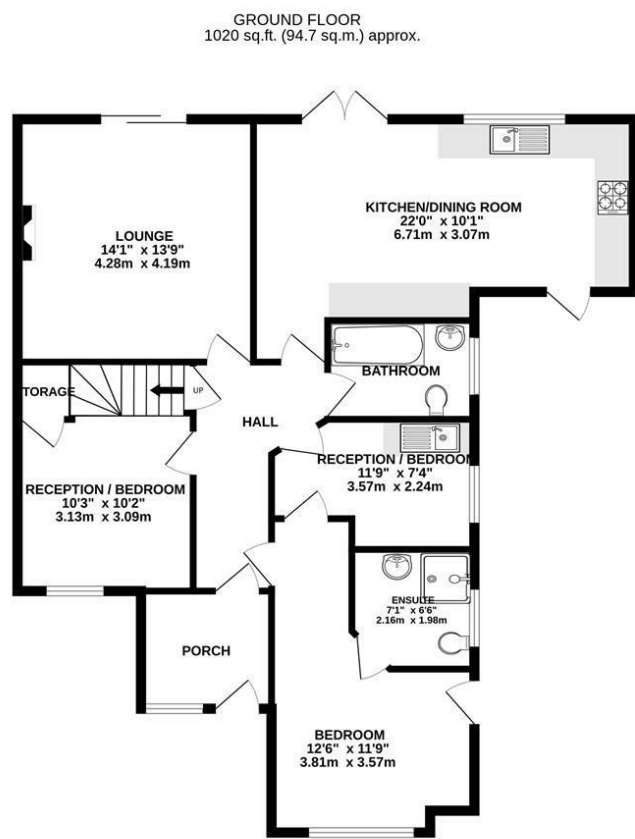 GROUND FLOOR
1020 sq.ft. (94.7 sq.m.) approx.
KITCHEN/DINING ROOM
22'0" x 10'1"
6.71m x 3.07m
LOUNGE
14'1" x 13'9"
4.28m x 4.19m
BATHROOM
TORAGE
UP
HALL
RECEPTION / BEDROOM
11'9" x 7'4"
3.57m x 2.24m
RECEPTION / BEDROOM
10'3" x 10'2"
3.13m x 3.09m
ENSUITE
7'1" x 6'6"
2.16m x 1.98m
PORCH
BEDROOM
12'6" x 11'9"
3.81m x 3.57m